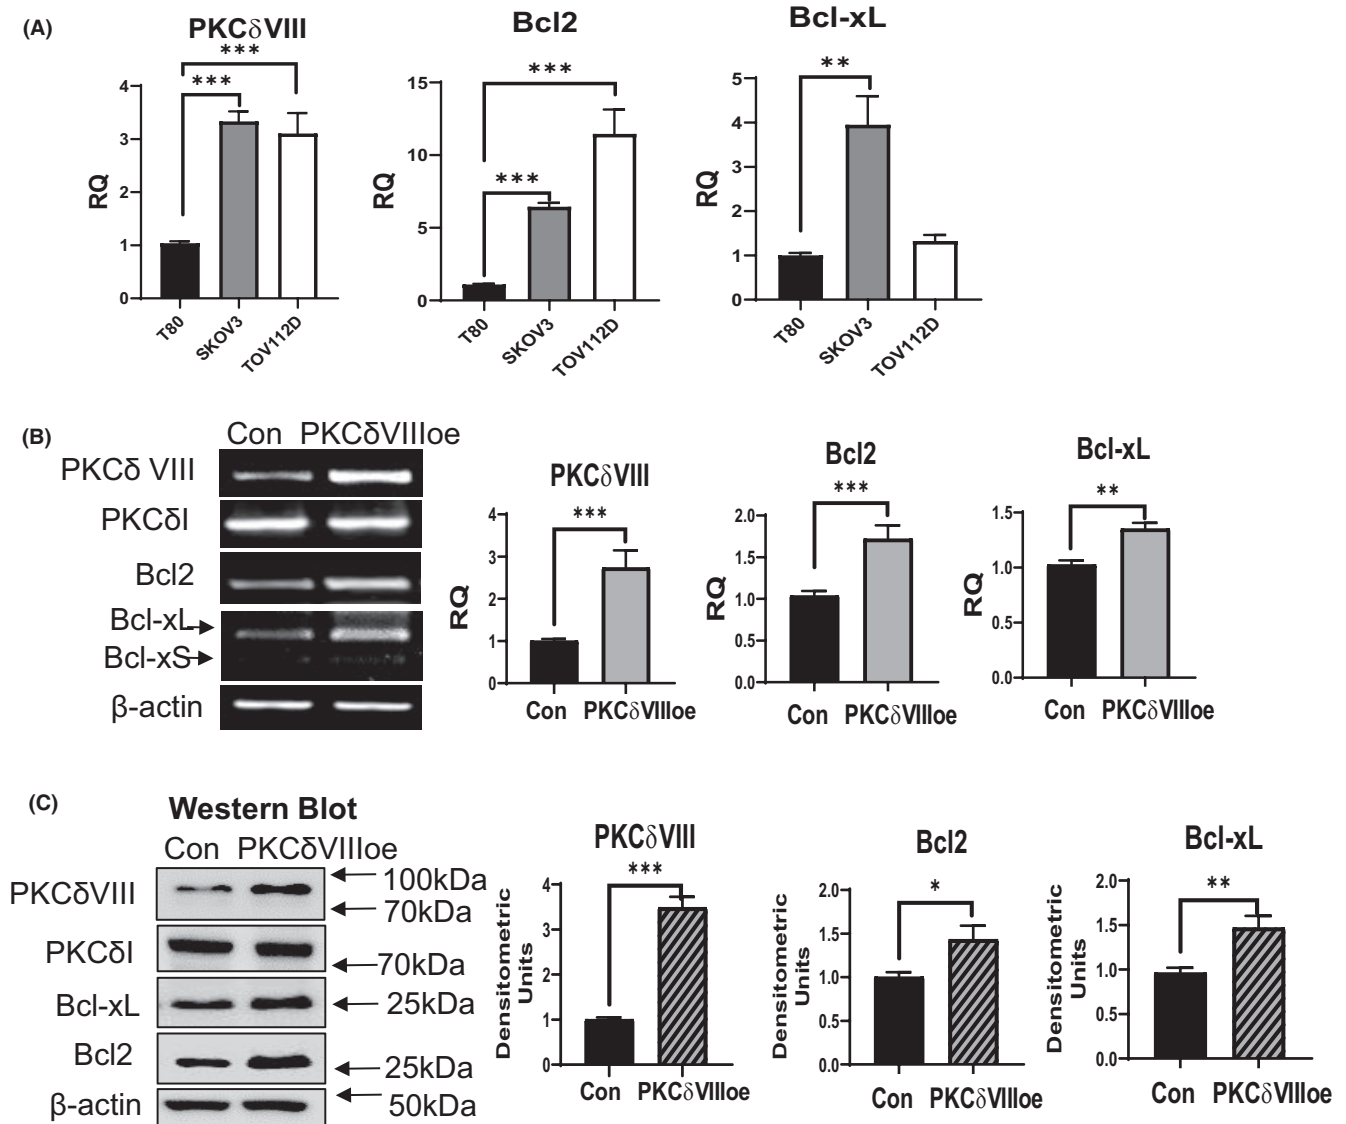 (A)
PKCδVIII
***
***
4
3
2
1
0
RQ
T80
SKOV3
TOV112D
Bcl2
***
***
15
10
5
0
RQ
T80
SKOV3
TOV112D
Bcl-xL
**
5
4
3
2
1
0
RQ
T80
SKOV3
TOV112D
(B)
Con PKCδVIIIoe
PKCδ VIII
PKCδI
Bcl2
Bcl-xL
Bcl-xS
β-actin
PKCδVIII
***
4
3
2
1
0
RQ
Con PKCδVIIIoe
Bcl2
***
2.0
1.5
1.0
0.5
0.0
RQ
Con PKCδVIIIoe
Bcl-xL
**
1.5
1.0
0.5
0.0
RQ
Con PKCδVIIIoe
(C)
Western Blot
Con PKCδVIIIoe
PKCδVIII
100kDa
70kDa
PKCδI
70kDa
Bcl-xL
25kDa
Bcl2
25kDa
β-actin
50kDa
PKCδVIII
***
4
3
2
1
0
Densitometric
Units
Con PKCδVIIIoe
Bcl2
*
2.0
1.5
1.0
0.5
0.0
Densitometric
Units
Con PKCδVIIIoe
Bcl-xL
**
2.0
1.5
1.0
0.5
0.0
Densitometric
Units
Con PKCδVIIIoe